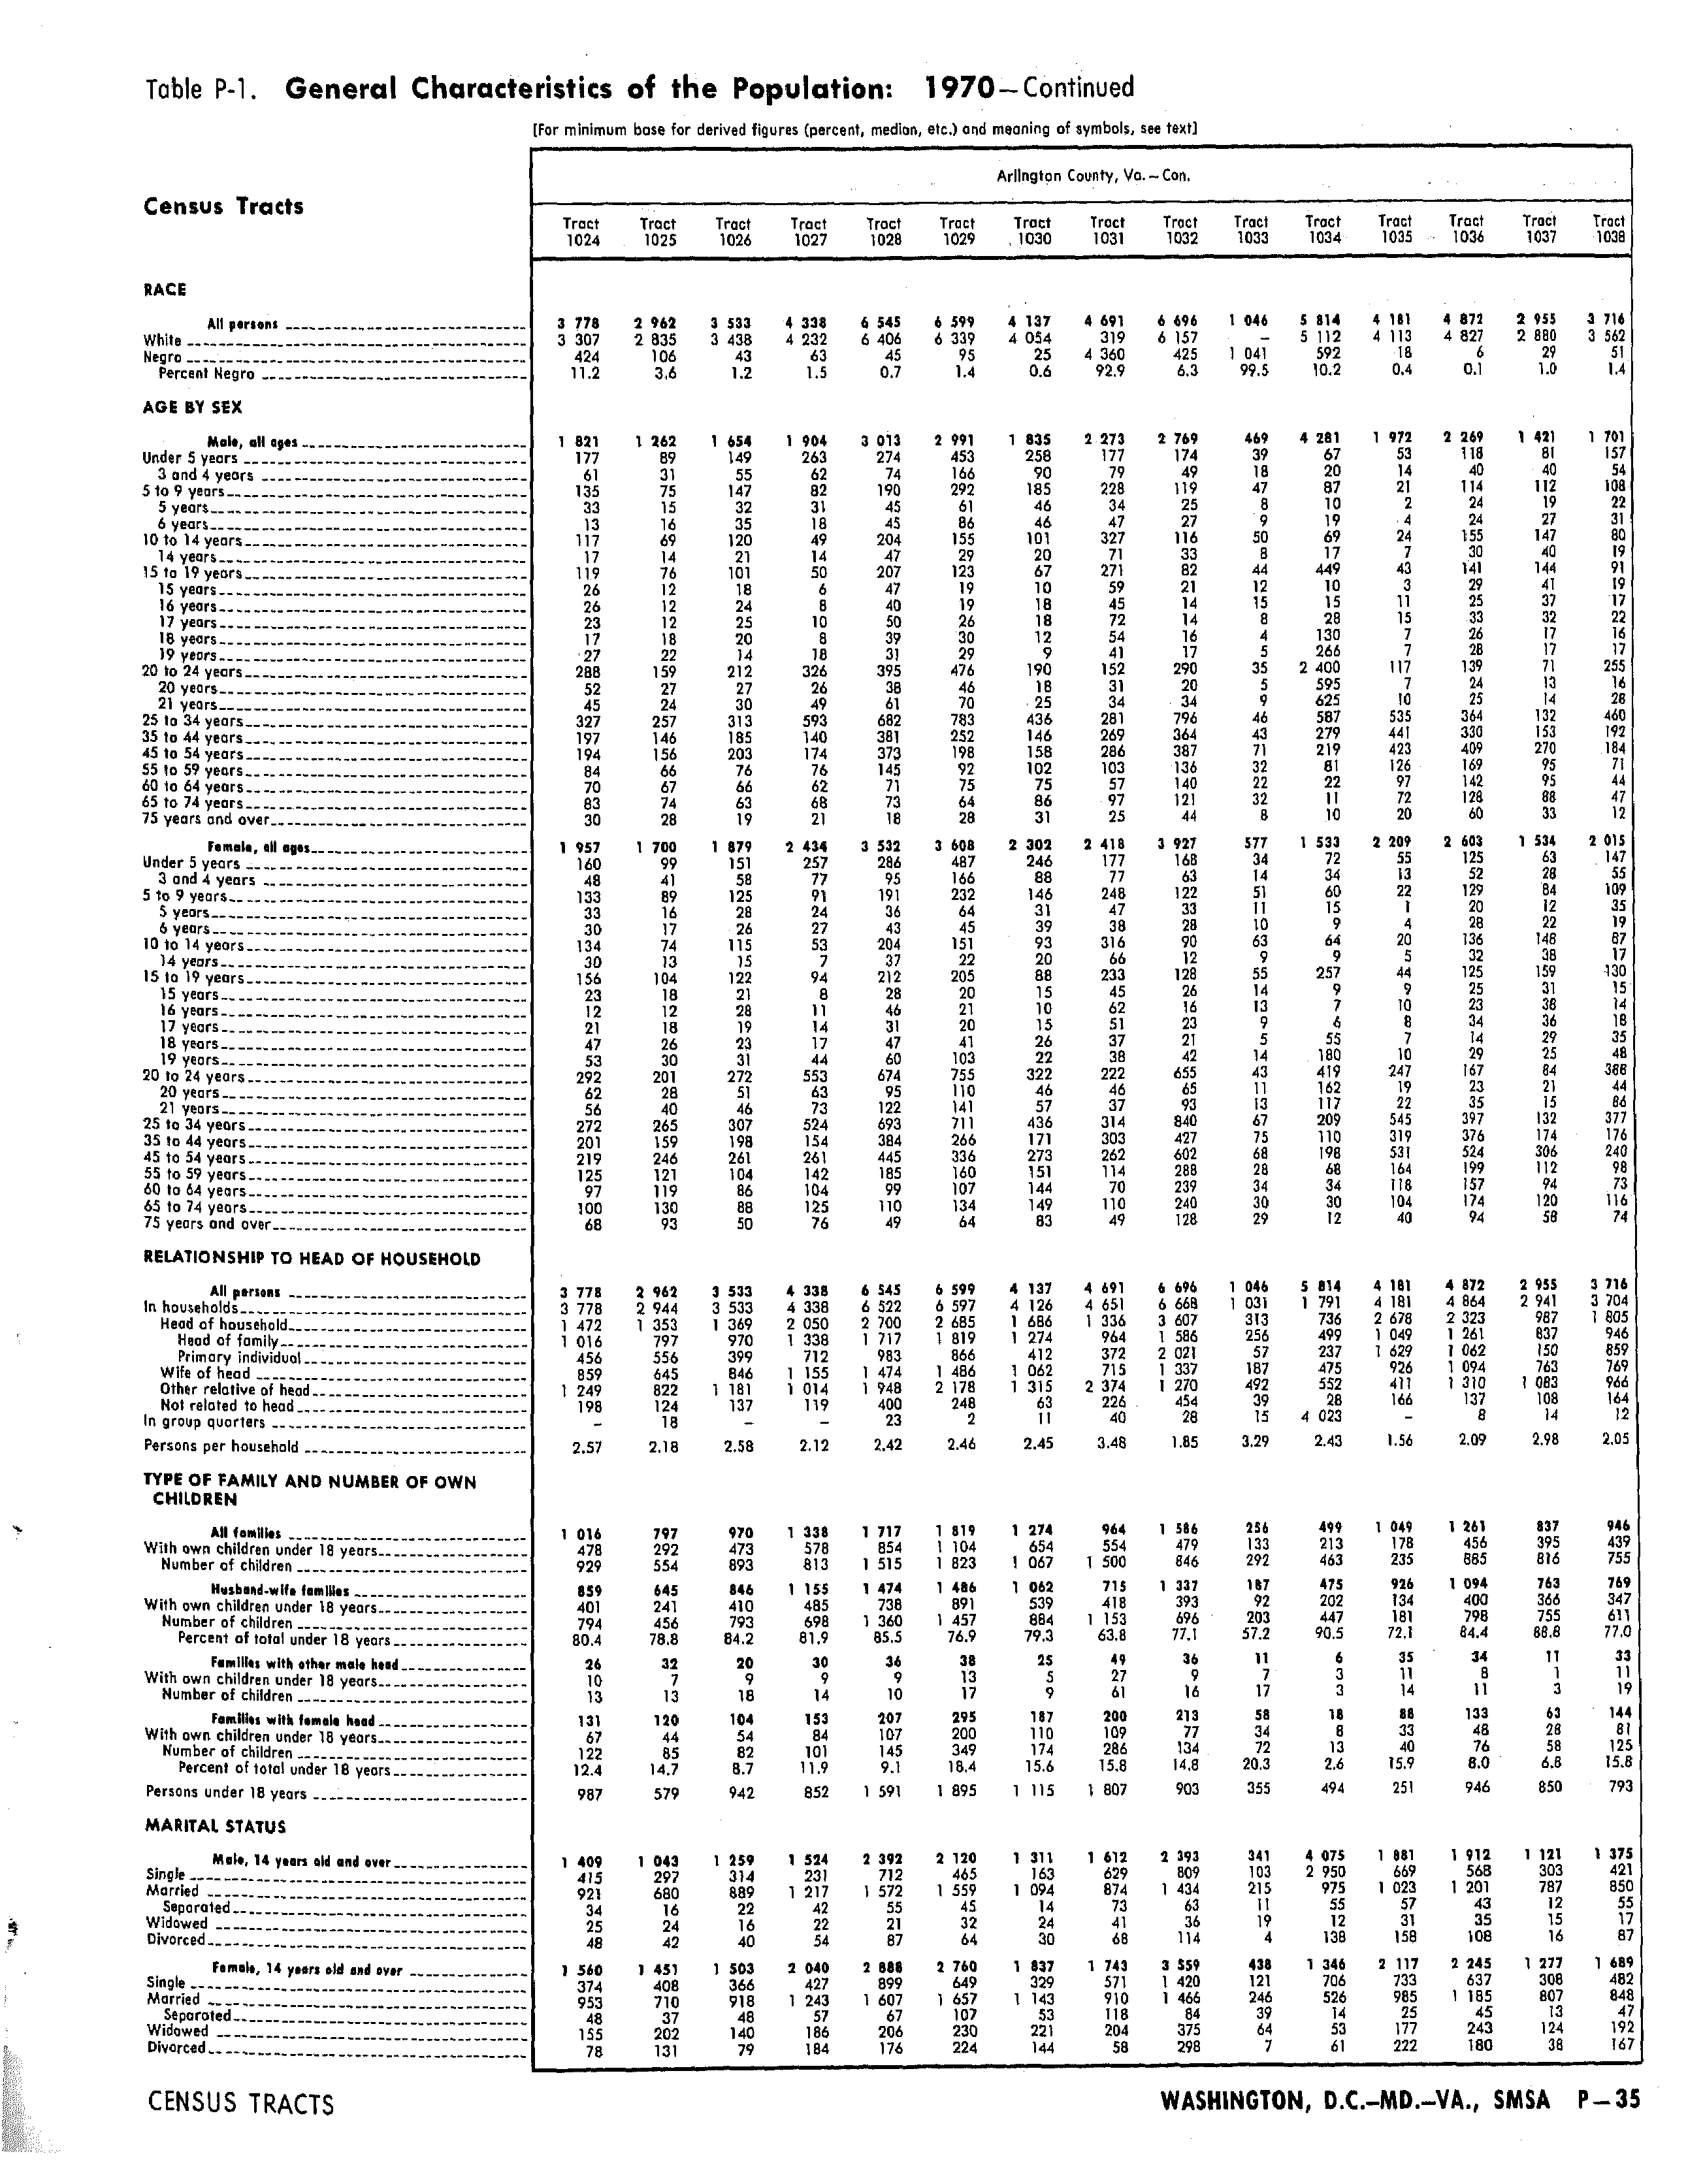 Table P-1. General Characteristics of the Population: 1970—Continued
[For minimum base for derived figures (percent, median, etc.) and meaning of symbols, see text]
Arlington County, Va.—Con.
Census Tracts
Tract 1024 Tract 1025 Tract 1026 Tract 1027 Tract 1028 Tract 1029 Tract 1030 Tract 1031 Tract 1032 Tract 1033 Tract 1034 Tract 1035 Tract 1036 Tract 1037 Tract 1038
RACE
All persons 3 778 2 962 3 533 4 338 6 545 6 599 4 137 4 691 6 696 1 046 5 814 4 181 4 872 2 955 3 716
White 3 307 2 835 3 438 4 232 6 406 6 339 4 054 319 6 157 – 5 112 4 113 4 827 2 880 3 562
Negro 424 106 43 63 45 95 25 4 360 425 1 041 592 18 6 29 51
Percent Negro 11.2 3.6 1.2 1.5 0.7 1.4 0.6 92.9 6.3 99.5 10.2 0.4 0.1 1.0 1.4
AGE BY SEX
Male, all ages 1 821 1 262 1 654 1 904 3 013 2 991 1 835 2 273 2 769 469 4 281 1 972 2 269 1 421 1 701
Under 5 years 177 89 149 263 274 453 258 177 174 39 67 53 118 81 157
3 and 4 years 61 31 55 62 74 166 90 79 49 18 20 14 40 40 54
5 to 9 years 135 75 147 82 190 292 185 228 119 47 87 21 114 112 108
5 years 33 15 32 31 45 61 46 34 25 8 10 2 24 19 22
6 years 13 16 35 18 45 86 46 47 27 9 19 4 24 27 31
10 to 14 years 117 69 120 49 204 155 101 327 116 50 69 24 155 147 80
14 years 17 14 21 14 47 29 20 71 33 8 17 7 30 40 19
15 to 19 years 119 76 101 50 207 123 67 271 82 44 449 43 141 144 91
15 years 26 12 18 6 47 19 10 59 21 12 10 3 29 41 19
16 years 26 12 24 8 40 19 18 45 14 15 15 11 25 37 17
17 years 23 12 25 10 50 26 18 72 14 8 28 15 33 32 22
18 years 17 18 20 8 39 30 12 54 16 4 130 7 26 17 16
19 years 27 22 14 18 31 29 9 41 17 5 266 7 28 17 17
20 to 24 years 288 159 212 326 395 476 190 152 290 35 2 400 117 139 71 255
20 years 52 27 27 26 38 46 18 31 20 5 595 7 24 13 16
21 years 45 24 30 49 61 70 25 34 34 9 625 10 25 14 28
25 to 34 years 327 257 313 593 682 783 436 281 796 46 587 535 364 132 460
35 to 44 years 197 146 185 140 381 252 146 269 364 43 279 441 330 153 192
45 to 54 years 194 156 203 174 373 198 158 286 387 71 219 423 409 270 184
55 to 59 years 84 66 76 76 145 92 102 103 136 32 81 126 169 95 71
60 to 64 years 70 67 66 62 71 75 75 57 140 22 22 97 142 95 44
65 to 74 years 83 74 63 68 73 64 86 97 121 32 11 72 128 88 47
75 years and over 30 28 19 21 18 28 31 25 44 8 10 20 60 33 12
Female, all ages 1 957 1 700 1 879 2 434 3 532 3 608 2 302 2 418 3 927 577 1 533 2 209 2 603 1 534 2 015
Under 5 years 160 99 151 257 286 487 246 177 168 34 72 55 125 63 147
3 and 4 years 48 41 58 77 95 166 88 77 63 14 34 13 52 28 55
5 to 9 years 133 89 125 91 191 232 146 248 122 51 60 22 129 84 109
5 years 33 16 28 24 36 64 31 47 33 11 15 1 20 12 35
6 years 30 17 26 27 43 45 39 38 28 10 9 4 28 22 19
10 to 14 years 134 74 115 53 204 151 93 316 90 63 64 20 136 148 87
14 years 30 13 15 7 37 22 20 66 12 9 9 5 32 38 17
15 to 19 years 156 104 122 94 212 205 88 233 128 55 257 44 125 159 130
15 years 23 18 21 8 28 20 15 45 26 14 9 9 25 31 15
16 years 12 12 28 11 46 21 10 62 16 13 7 10 23 38 14
17 years 21 18 19 14 31 20 15 51 23 9 6 8 34 36 18
18 years 47 26 23 17 47 41 26 37 21 5 55 7 14 29 35
19 years 53 30 31 44 60 103 22 38 42 14 180 10 29 25 48
20 to 24 years 292 201 272 553 674 755 322 222 655 43 419 247 167 84 388
20 years 62 28 51 63 95 110 46 46 65 11 162 19 23 21 44
21 years 56 40 46 73 122 141 57 37 93 13 117 22 35 15 86
25 to 34 years 272 265 307 524 693 711 436 314 840 67 209 545 397 132 377
35 to 44 years 201 159 198 154 384 266 171 303 427 75 110 319 376 174 176
45 to 54 years 219 246 261 261 445 336 273 262 602 68 198 531 524 306 240
55 to 59 years 125 121 104 142 185 160 151 114 288 28 68 164 199 112 98
60 to 64 years 97 119 86 104 99 107 144 70 239 34 34 118 157 94 73
65 to 74 years 100 130 88 125 110 134 149 110 240 30 30 104 174 120 116
75 years and over 68 93 50 76 49 64 83 49 128 29 12 40 94 58 74
RELATIONSHIP TO HEAD OF HOUSEHOLD
All persons 3 778 2 962 3 533 4 338 6 545 6 599 4 137 4 691 6 696 1 046 5 814 4 181 4 872 2 955 3 716
In households 3 778 2 944 3 533 4 338 6 522 6 597 4 126 4 651 6 668 1 031 1 791 4 181 4 864 2 941 3 704
Head of household 1 472 1 353 1 369 2 050 2 700 2 685 1 686 1 336 3 607 313 736 2 678 2 323 987 1 805
Head of family 1 016 797 970 1 338 1 717 1 819 1 274 964 1 586 256 499 1 049 1 261 837 946
Primary individual 456 556 399 712 983 866 412 372 2 021 57 237 1 629 1 062 150 859
Wife of head 859 645 846 1 155 1 474 1 486 1 062 715 1 337 187 475 926 1 094 763 769
Other relative of head 1 249 822 1 181 1 014 1 948 2 178 1 315 2 374 1 270 492 552 411 1 310 1 083 966
Not related to head 198 124 137 119 400 248 63 226 454 39 28 166 137 108 164
In group quarters – 18 – – 23 2 11 40 28 15 4 023 – 8 14 12
Persons per household 2.57 2.18 2.58 2.12 2.42 2.46 2.45 3.48 1.85 3.29 2.43 1.56 2.09 2.98 2.05
TYPE OF FAMILY AND NUMBER OF OWN
CHILDREN
All families 1 016 797 970 1 338 1 717 1 819 1 274 964 1 586 256 499 1 049 1 261 837 946
With own children under 18 years 478 292 473 578 854 1 104 654 554 479 133 213 178 456 395 439
Number of children 929 554 893 813 1 515 1 823 1 067 1 500 846 292 463 235 885 816 755
Husband-wife families 859 645 846 1 155 1 474 1 486 1 062 715 1 337 187 475 926 1 094 763 769
With own children under 18 years 401 241 410 485 738 891 539 418 393 92 202 134 400 366 347
Number of children 794 456 793 698 1 360 1 457 884 1 153 696 203 447 181 798 755 611
Percent of total under 18 years 80.4 78.8 84.2 81.9 85.5 76.9 79.3 63.8 77.1 57.2 90.5 72.1 84.4 88.8 77.0
Families with other male head 26 32 20 30 36 38 25 49 36 11 6 35 34 11 33
With own children under 18 years 10 7 9 9 9 13 5 27 9 7 3 11 8 1 11
Number of children 13 13 18 14 10 17 9 61 16 17 3 14 11 3 19
Families with female head 131 120 104 153 207 295 187 200 213 58 18 88 133 63 144
With own children under 18 years 67 44 54 84 107 200 110 109 77 34 8 33 48 28 81
Number of children 122 85 82 101 145 349 174 286 134 72 13 40 76 58 125
Percent of total under 18 years 12.4 14.7 8.7 11.9 9.1 18.4 15.6 15.8 14.8 20.3 2.6 15.9 8.0 6.8 15.8
Persons under 18 years 987 579 942 852 1 591 1 895 1 115 1 807 903 355 494 251 946 850 793
MARITAL STATUS
Male, 14 years old and over 1 409 1 043 1 259 1 524 2 392 2 120 1 311 1 612 2 393 341 4 075 1 881 1 912 1 121 1 375
Single 415 297 314 231 712 465 163 629 809 103 2 950 669 568 303 421
Married 921 680 889 1 217 1 572 1 559 1 094 874 1 434 215 975 1 023 1 201 787 850
Separated 34 16 22 42 55 45 14 73 63 11 55 57 43 12 55
Widowed 25 24 16 22 21 32 24 41 36 19 12 31 35 15 17
Divorced 48 42 40 54 87 64 30 68 114 4 138 158 108 16 87
Female, 14 years old and over 1 560 1 451 1 503 2 040 2 888 2 760 1 837 1 743 3 559 438 1 346 2 117 2 245 1 277 1 689
Single 374 408 366 427 899 649 329 571 1 420 121 706 733 637 308 482
Married 953 710 918 1 243 1 607 1 657 1 143 910 1 466 246 526 985 1 185 807 848
Separated 48 37 48 57 67 107 53 118 84 39 14 25 45 13 47
Widowed 155 202 140 186 206 230 221 204 375 64 53 177 243 124 192
Divorced 78 131 79 184 176 224 144 58 298 7 61 222 180 38 167
CENSUS TRACTS
WASHINGTON, D.C.–MD.–VA., SMSA P—35